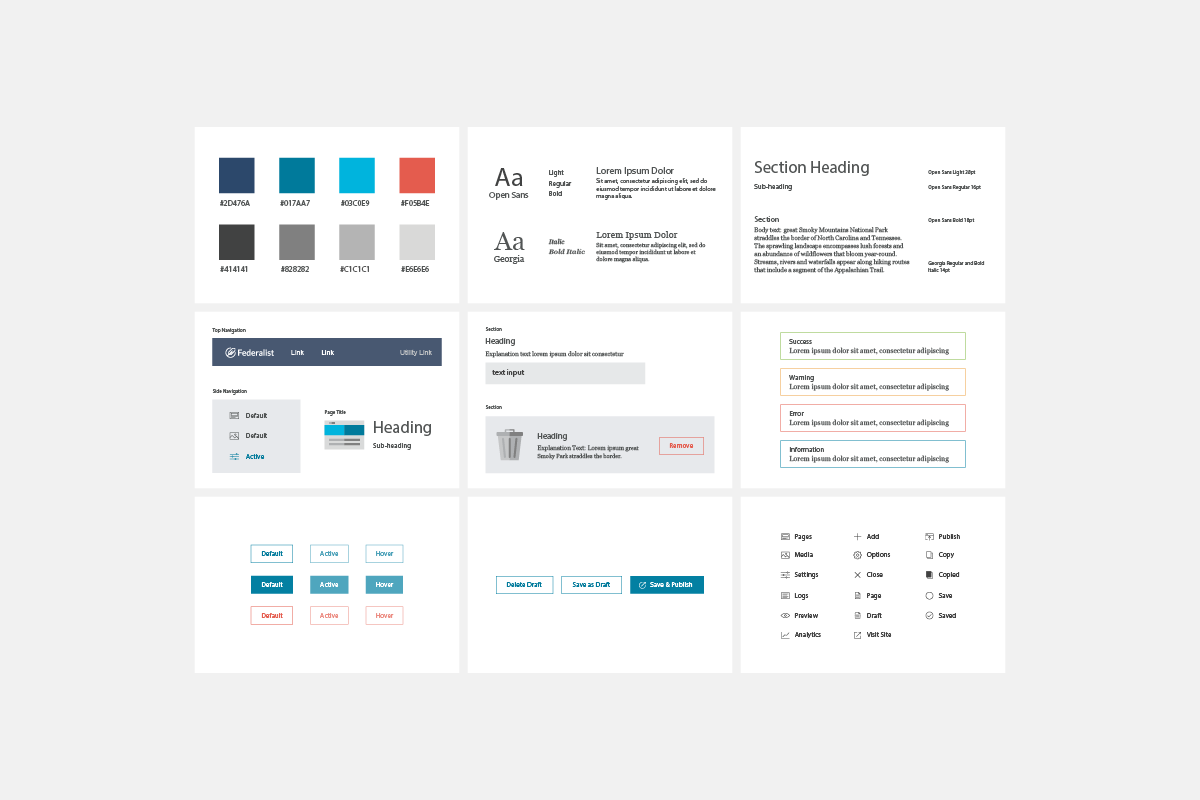 #2D476A
#017AA7
#03C0E9
#F05B4E
#414141
#828282
#C1C1C1
#E6E6E6
Aa
Open Sans
Light
Regular
Bold
Lorem Ipsum Dolor
Sit amet, consectetur adipiscing elit, sed do
eiusmod tempor incididunt ut labore et dolore
magna aliqua.
Aa
Georgia
Italic
Bold Italic
Lorem Ipsum Dolor
Sit amet, consectetur adipiscing elit, sed do
eiusmod tempor incididunt ut labore et
dolore magna aliqua.
Section Heading
Open Sans Light 28pt
Sub-heading
Open Sans Regular 16pt
Section
Open Sans Bold 18pt
Body text: great Smoky Mountains National Park
straddles the border of North Carolina and Tennesees.
The sprawling landscape encompasses lush forests and
an abundance of wildflowers that bloom year-round.
Streams, rivers and waterfalls appear along hiking routes
that include a segment of the Appalachian Trail.
Georgia Regular and Bold
Italic 14pt
Top Navigation
Federalist
Link
Link
Utility Link
Side Navigation
Default
Default
Active
Page Title
Heading
Sub-heading
Section
Heading
Explanation text lorem ipsum dolor sit consectetur
text input
Section
Heading
Explanation Text: Lorem ipsum great
Smoky Park straddles the border.
Remove
Success
Lorem ipsum dolor sit amet, consectetur adipiscing
Warning
Lorem ipsum dolor sit amet, consectetur adipiscing
Error
Lorem ipsum dolor sit amet, consectetur adipiscing
Information
Lorem ipsum dolor sit amet, consectetur adipiscing
Default
Active
Hover
Default
Active
Hover
Default
Active
Hover
Delete Draft
Save as Draft
Save & Publish
Pages
Add
Publish
Media
Options
Copy
Settings
Close
Copied
Logs
Page
Save
Preview
Draft
Saved
Analytics
Visit Site